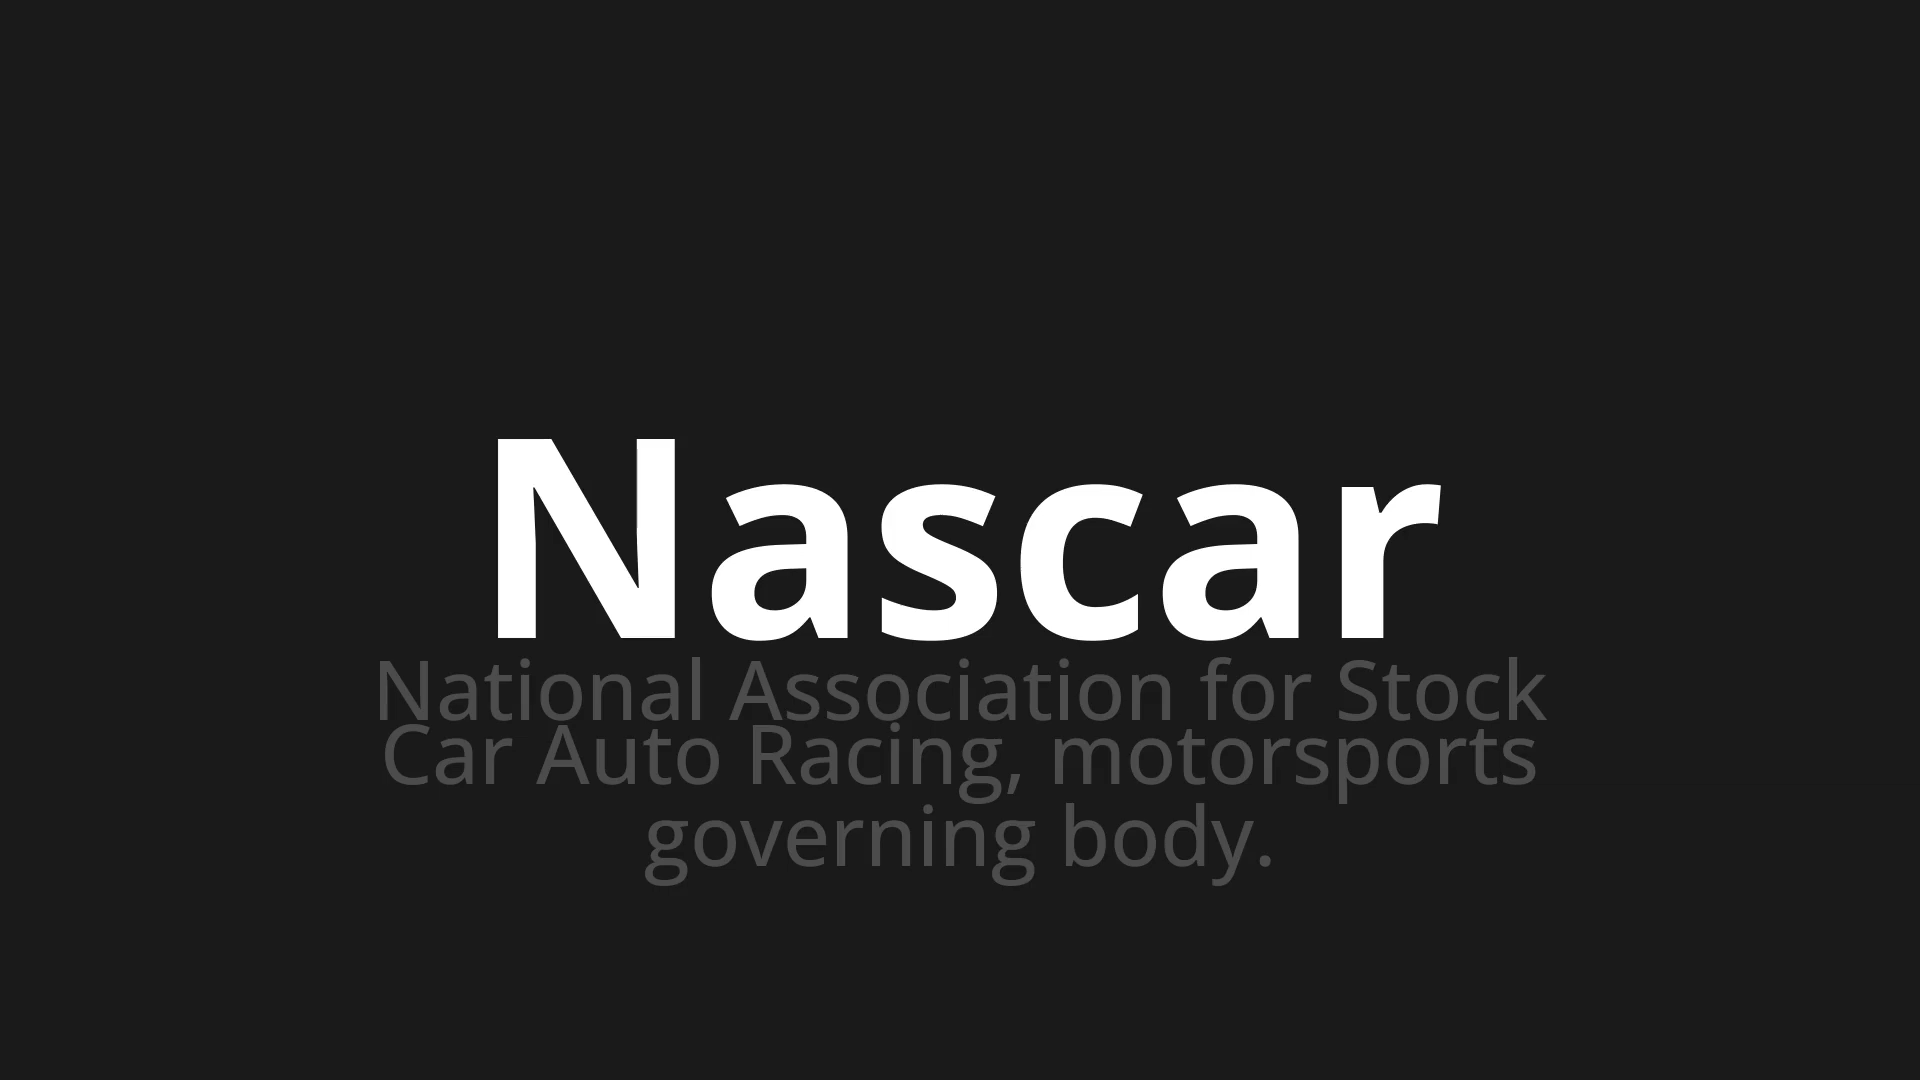 Nascar
National Association for Stock
Car Auto Racing, motorsports
governing body.